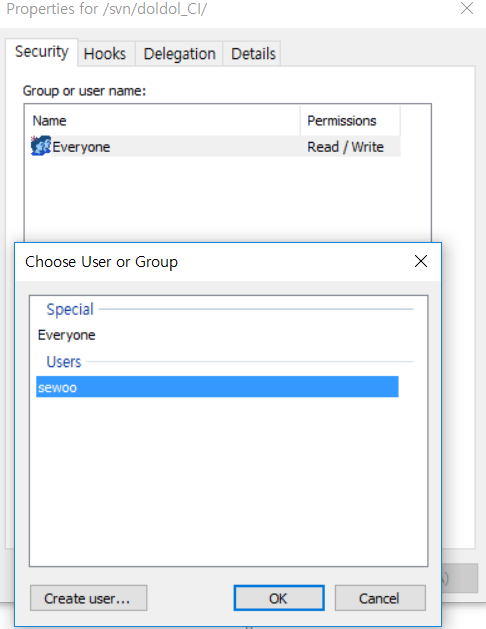 Properties for /svn/doldol_CI/
Security Hooks Delegation Details
Group or user name:
Name Permissions
Everyone Read / Write
Choose User or Group
Special
Everyone
Users
sewoo
Create user... OK Cancel